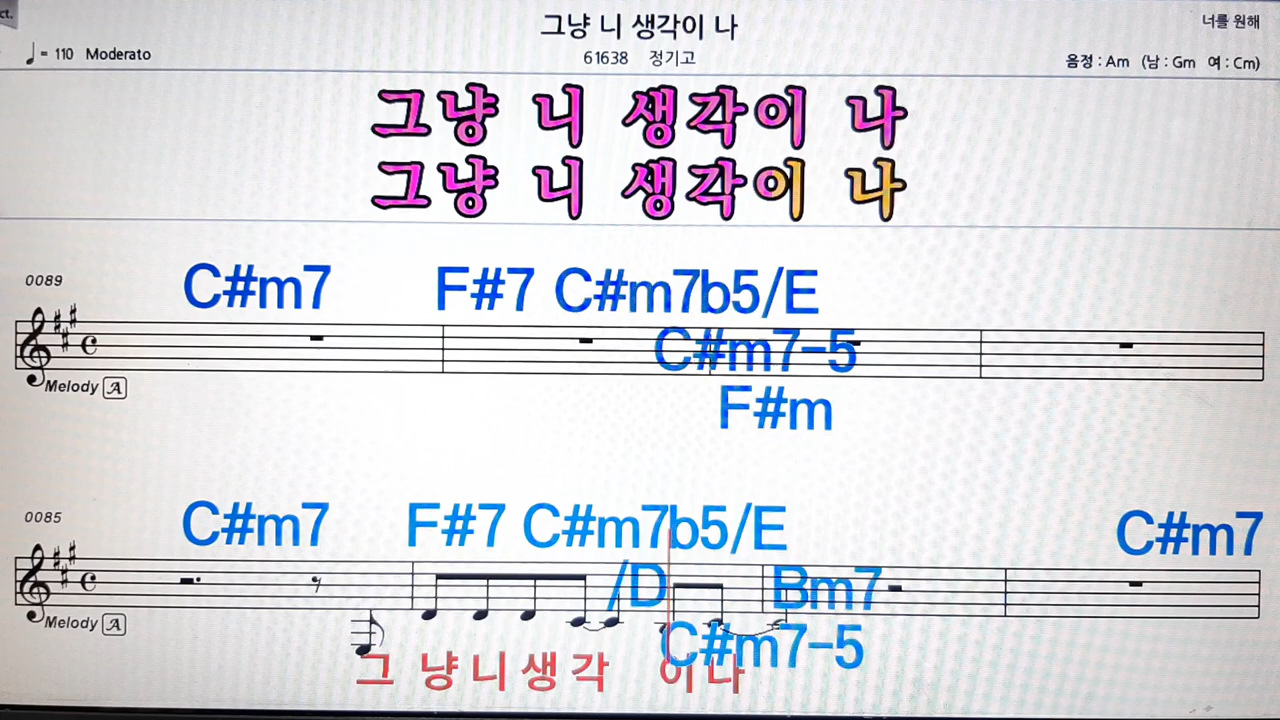 ct.
그냥 니 생각이 나
너를 원해
♩= 110 Moderato
61638 정기고
음정 : Am (남 : Gm 여 : Cm)
그냥 니 생각이 나
그냥 니 생각이 나
0089
C#m7 F#7 C#m7b5/E
C#m7-5
Melody A
F#m
0085
C#m7 F#7 C#m7b5/E C#m7
/D Bm7
Melody A
C#m7-5
그 냥니생각 이나